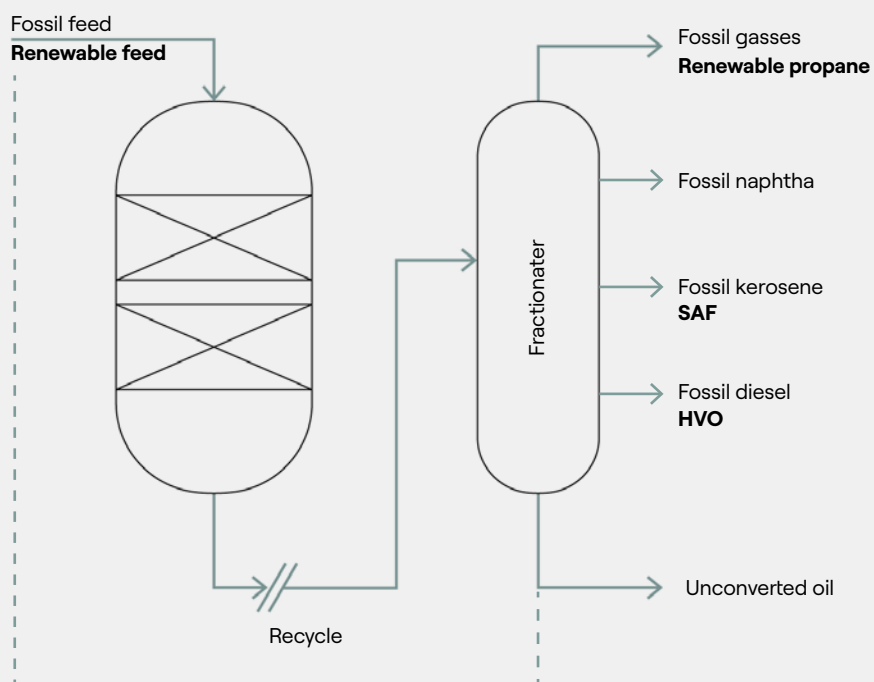 Fossil feed
Renewable feed
Fossil gasses
Renewable propane
Fossil naphtha
Fractionater
Fossil kerosene
SAF
Fossil diesel
HVO
Unconverted oil
Recycle